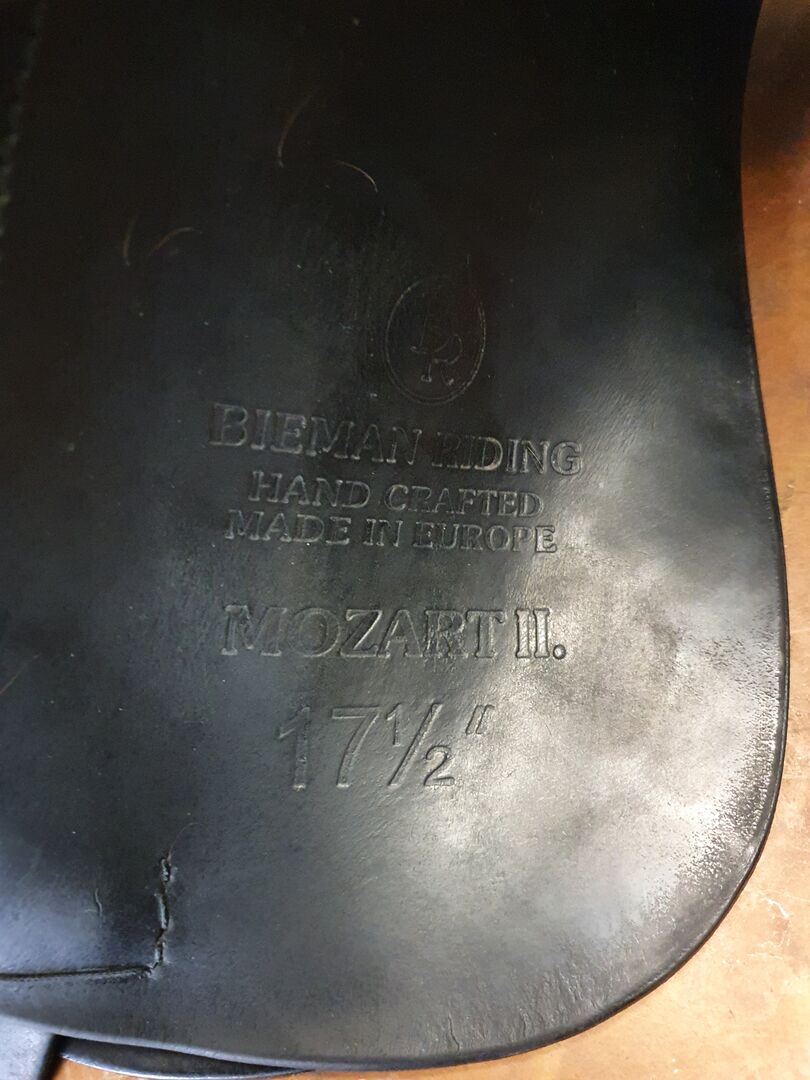 BR
BIEMAN RIDING
HAND CRAFTED
MADE IN EUROPE
MOZART II.
17½"